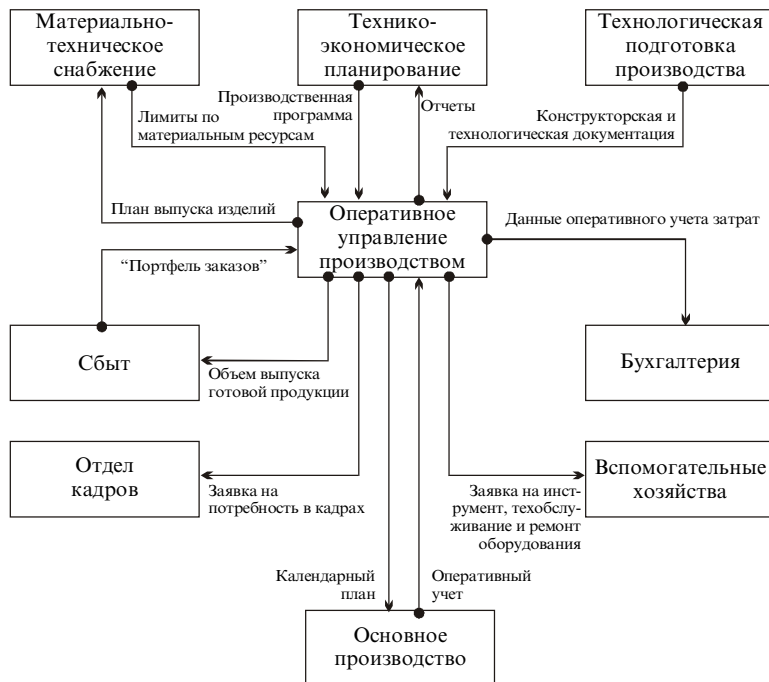 Материально-
техническое
снабжение
Технико-
экономическое
планирование
Технологическая
подготовка
производства
Производственная
программа
Отчеты
Лимиты по
материальным ресурсам
Конструкторская и
технологическая документация
План выпуска изделий
Оперативное
управление
производством
Данные оперативного учета затрат
“Портфель заказов”
Сбыт
Бухгалтерия
Объем выпуска
готовой продукции
Отдел
кадров
Вспомогательные
хозяйства
Заявка на
потребность в кадрах
Заявка на инст-
румент, техобслу-
живание и ремонт
оборудования
Календарный
план
Оперативный
учет
Основное
производство